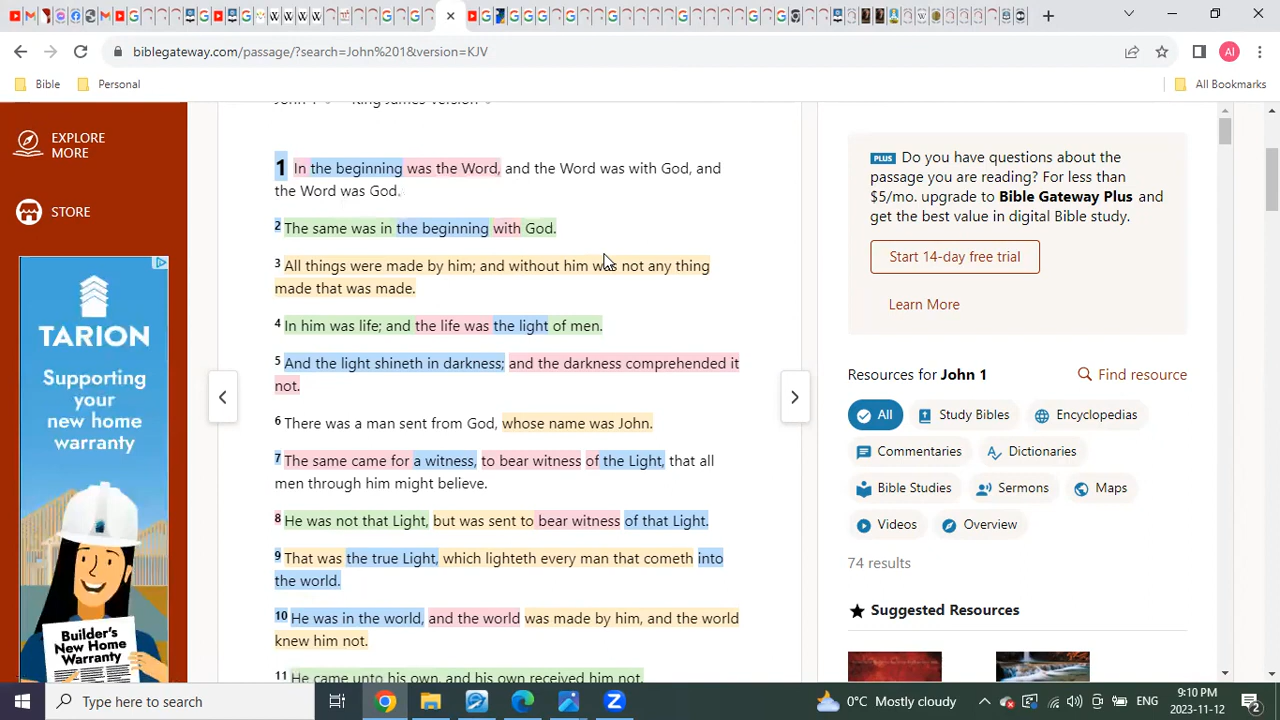 biblegateway.com/passage/?search=John%201&version=KJV
AI
Bible
Personal
All Bookmarks
EXPLORE
MORE
STORE
TARION
Supporting
your
new home
warranty
Builder's
New Home
Warranty
John 1
King James Version
1 In the beginning was the Word, and the Word was with God, and
the Word was God.
2 The same was in the beginning with God.
3 All things were made by him; and without him was not any thing
made that was made.
4 In him was life; and the life was the light of men.
5 And the light shineth in darkness; and the darkness comprehended it
not.
6 There was a man sent from God, whose name was John.
7 The same came for a witness, to bear witness of the Light, that all
men through him might believe.
8 He was not that Light, but was sent to bear witness of that Light.
9 That was the true Light, which lighteth every man that cometh into
the world.
10 He was in the world, and the world was made by him, and the world
knew him not.
11 He came unto his own, and his own received him not.
PLUS Do you have questions about the
passage you are reading? For less than
$5/mo. upgrade to Bible Gateway Plus and
get the best value in digital Bible study.
Start 14-day free trial
Learn More
Resources for John 1
Find resource
All
Study Bibles
Encyclopedias
Commentaries
Dictionaries
Bible Studies
Sermons
Maps
Videos
Overview
74 results
Suggested Resources
Type here to search
0°C Mostly cloudy
ENG
9:10 PM
2023-11-12
2